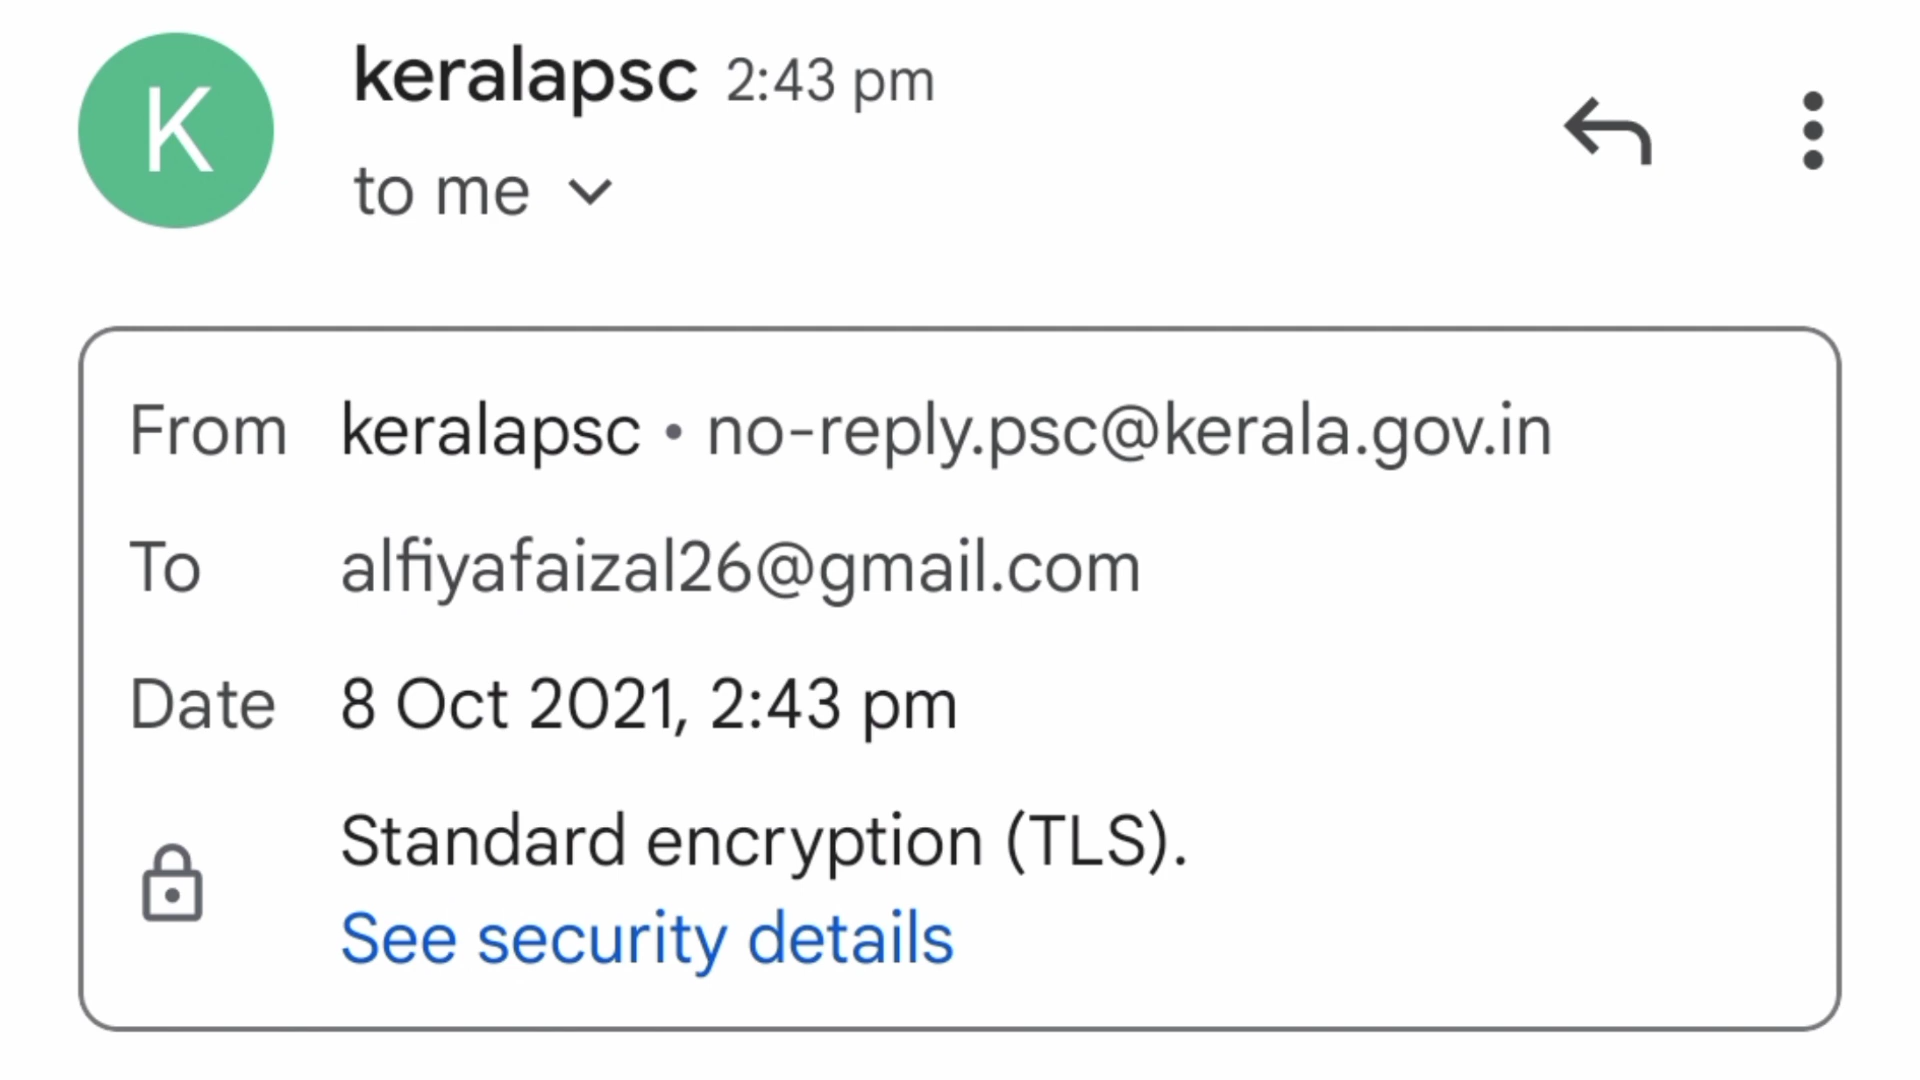 K
keralapsc 2:43 pm
to me
From keralapsc • no-reply.psc@kerala.gov.in
To alfiyafaizal26@gmail.com
Date 8 Oct 2021, 2:43 pm
Standard encryption (TLS).
See security details